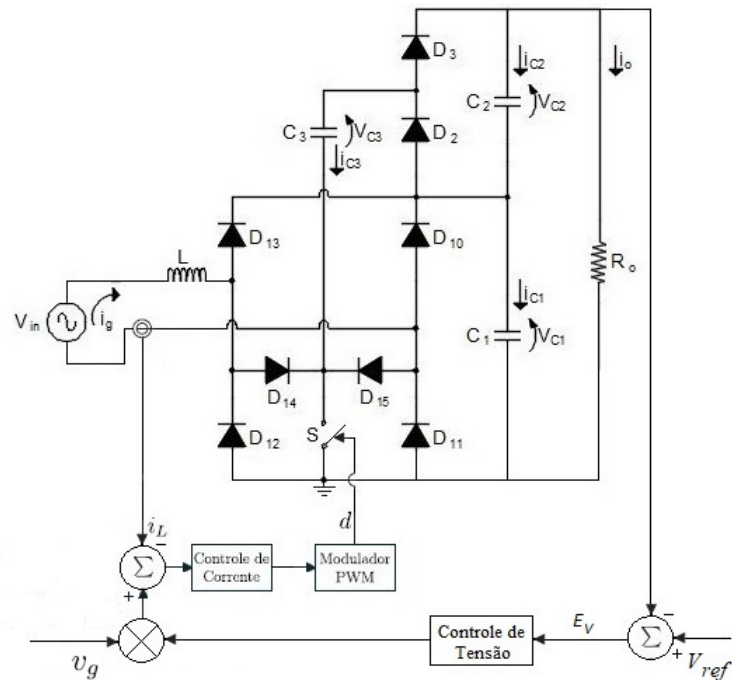 D3
iC2
io
C2
VC2
C3
VC3
D2
iC3
D13
D10
L
Ro
Vin
ig
iC1
C1
VC1
D14
D15
S
D12
D11
d
iL
Σ
−
+
Controle de
Corrente
Modulador
PWM
vg
Controle de
Tensão
EV
Σ
−
+
Vref